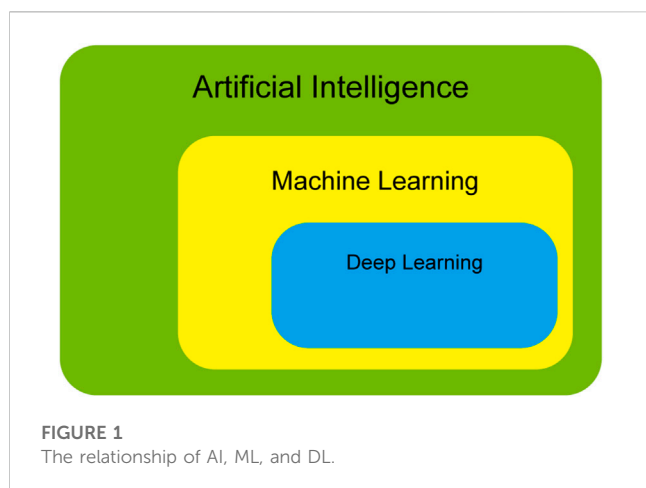 Artificial Intelligence
Machine Learning
Deep Learning
FIGURE 1
The relationship of AI, ML, and DL.